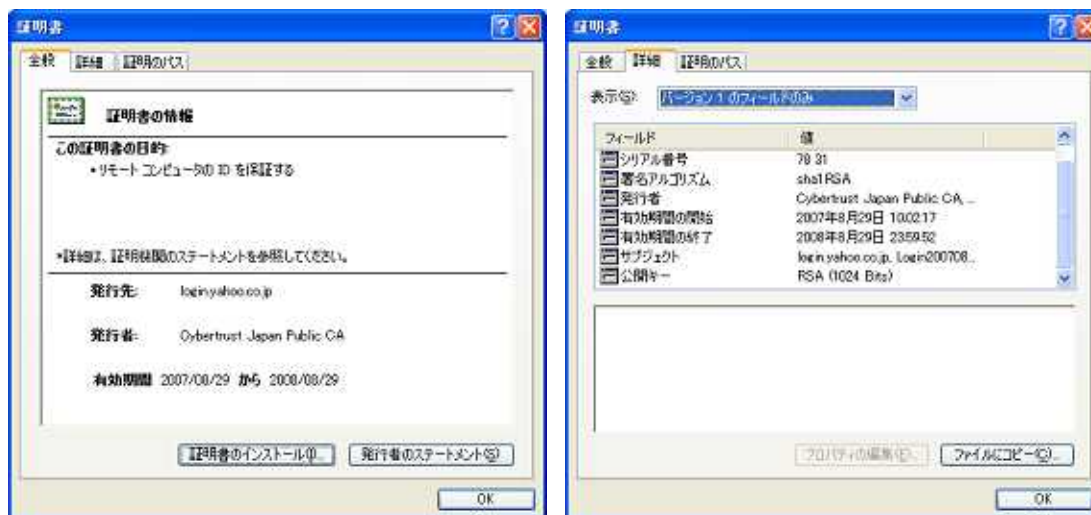 証明書
全般 詳細 証明のパス
証明書の情報
この証明書の目的:
•リモート コンピュータの ID を保証する
*詳細は、証明機関のステートメントを参照してください。
発行先: login.yahoo.co.jp
発行者: Cybertrust Japan Public CA
有効期間 2007/08/29 から 2008/08/29
証明書のインストール(I)... 発行者のステートメント(S)
OK
証明書
全般 詳細 証明のパス
表示(S): バージョン 1 のフィールドのみ
フィールド 値
シリアル番号 78 31
署名アルゴリズム sha1RSA
発行者 Cybertrust Japan Public CA, ...
有効期間の開始 2007年8月29日 10:02:17
有効期間の終了 2008年8月29日 23:59:52
サブジェクト login.yahoo.co.jp, Login200708...
公開キー RSA (1024 Bits)
プロパティの編集(E)... ファイルにコピー(C)...
OK